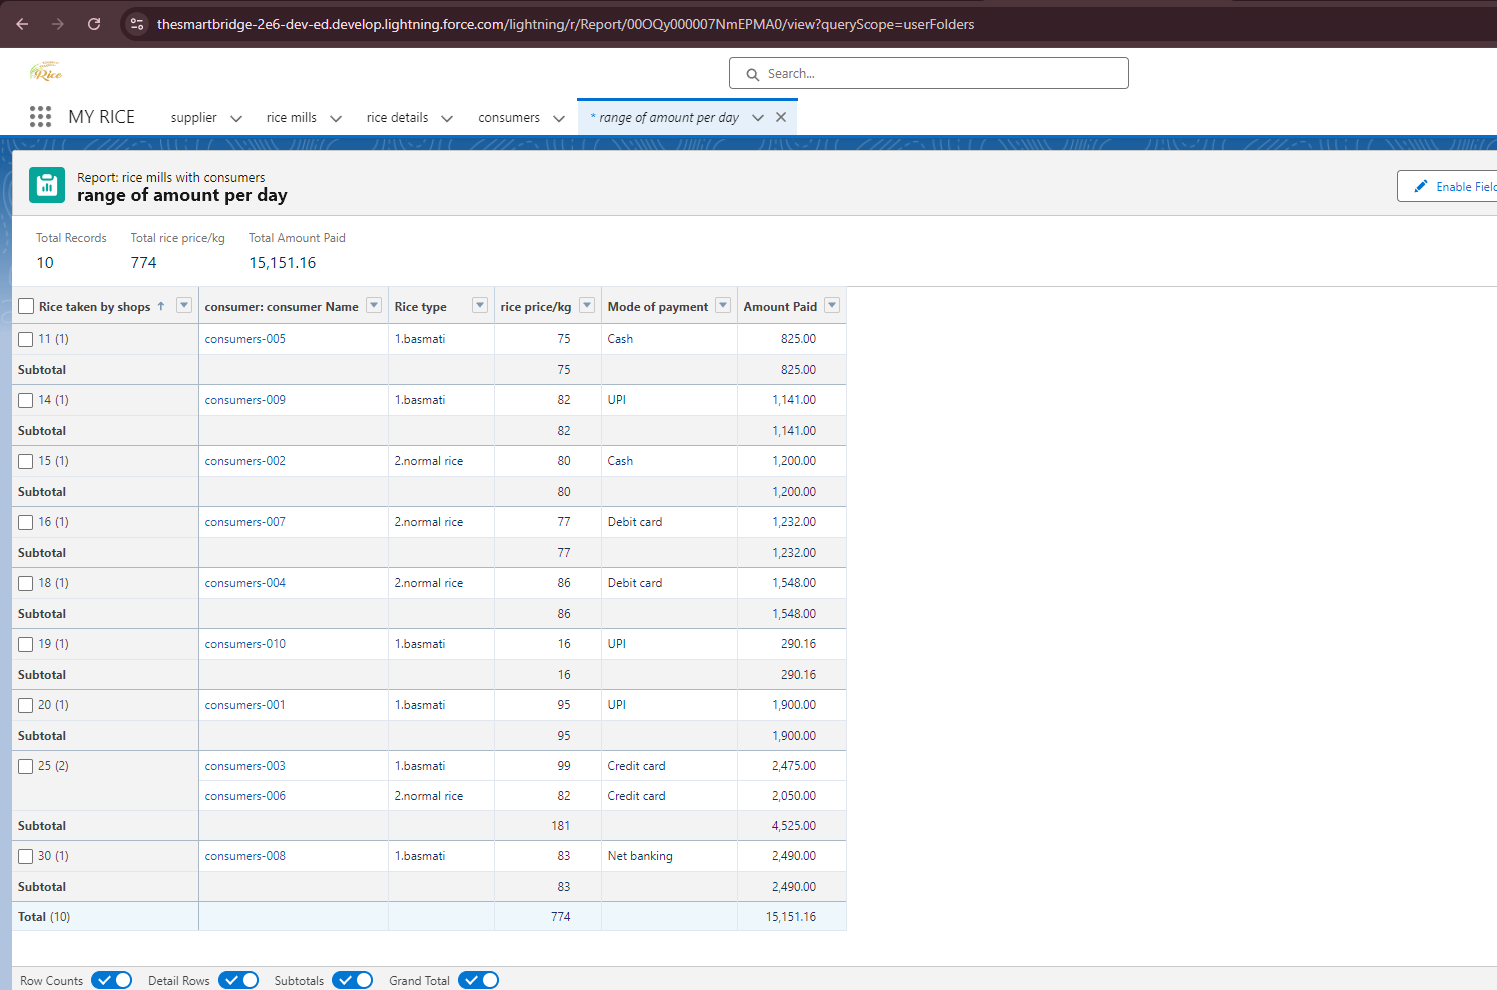 thesmartbridge-2e6-dev-ed.develop.lightning.force.com/lightning/r/Report/00OQy000007NmEPMA0/view?queryScope=userFolders
Rice
Search...
MY RICE supplier rice mills rice details consumers * range of amount per day
Report: rice mills with consumers
range of amount per day
Enable Field
Total Records Total rice price/kg Total Amount Paid
10 774 15,151.16
Rice taken by shops ↑ consumer: consumer Name Rice type rice price/kg Mode of payment Amount Paid
11 (1) consumers-005 1.basmati 75 Cash 825.00
Subtotal 75 825.00
14 (1) consumers-009 1.basmati 82 UPI 1,141.00
Subtotal 82 1,141.00
15 (1) consumers-002 2.normal rice 80 Cash 1,200.00
Subtotal 80 1,200.00
16 (1) consumers-007 2.normal rice 77 Debit card 1,232.00
Subtotal 77 1,232.00
18 (1) consumers-004 2.normal rice 86 Debit card 1,548.00
Subtotal 86 1,548.00
19 (1) consumers-010 1.basmati 16 UPI 290.16
Subtotal 16 290.16
20 (1) consumers-001 1.basmati 95 UPI 1,900.00
Subtotal 95 1,900.00
25 (2) consumers-003 1.basmati 99 Credit card 2,475.00
consumers-006 2.normal rice 82 Credit card 2,050.00
Subtotal 181 4,525.00
30 (1) consumers-008 1.basmati 83 Net banking 2,490.00
Subtotal 83 2,490.00
Total (10) 774 15,151.16
Row Counts Detail Rows Subtotals Grand Total